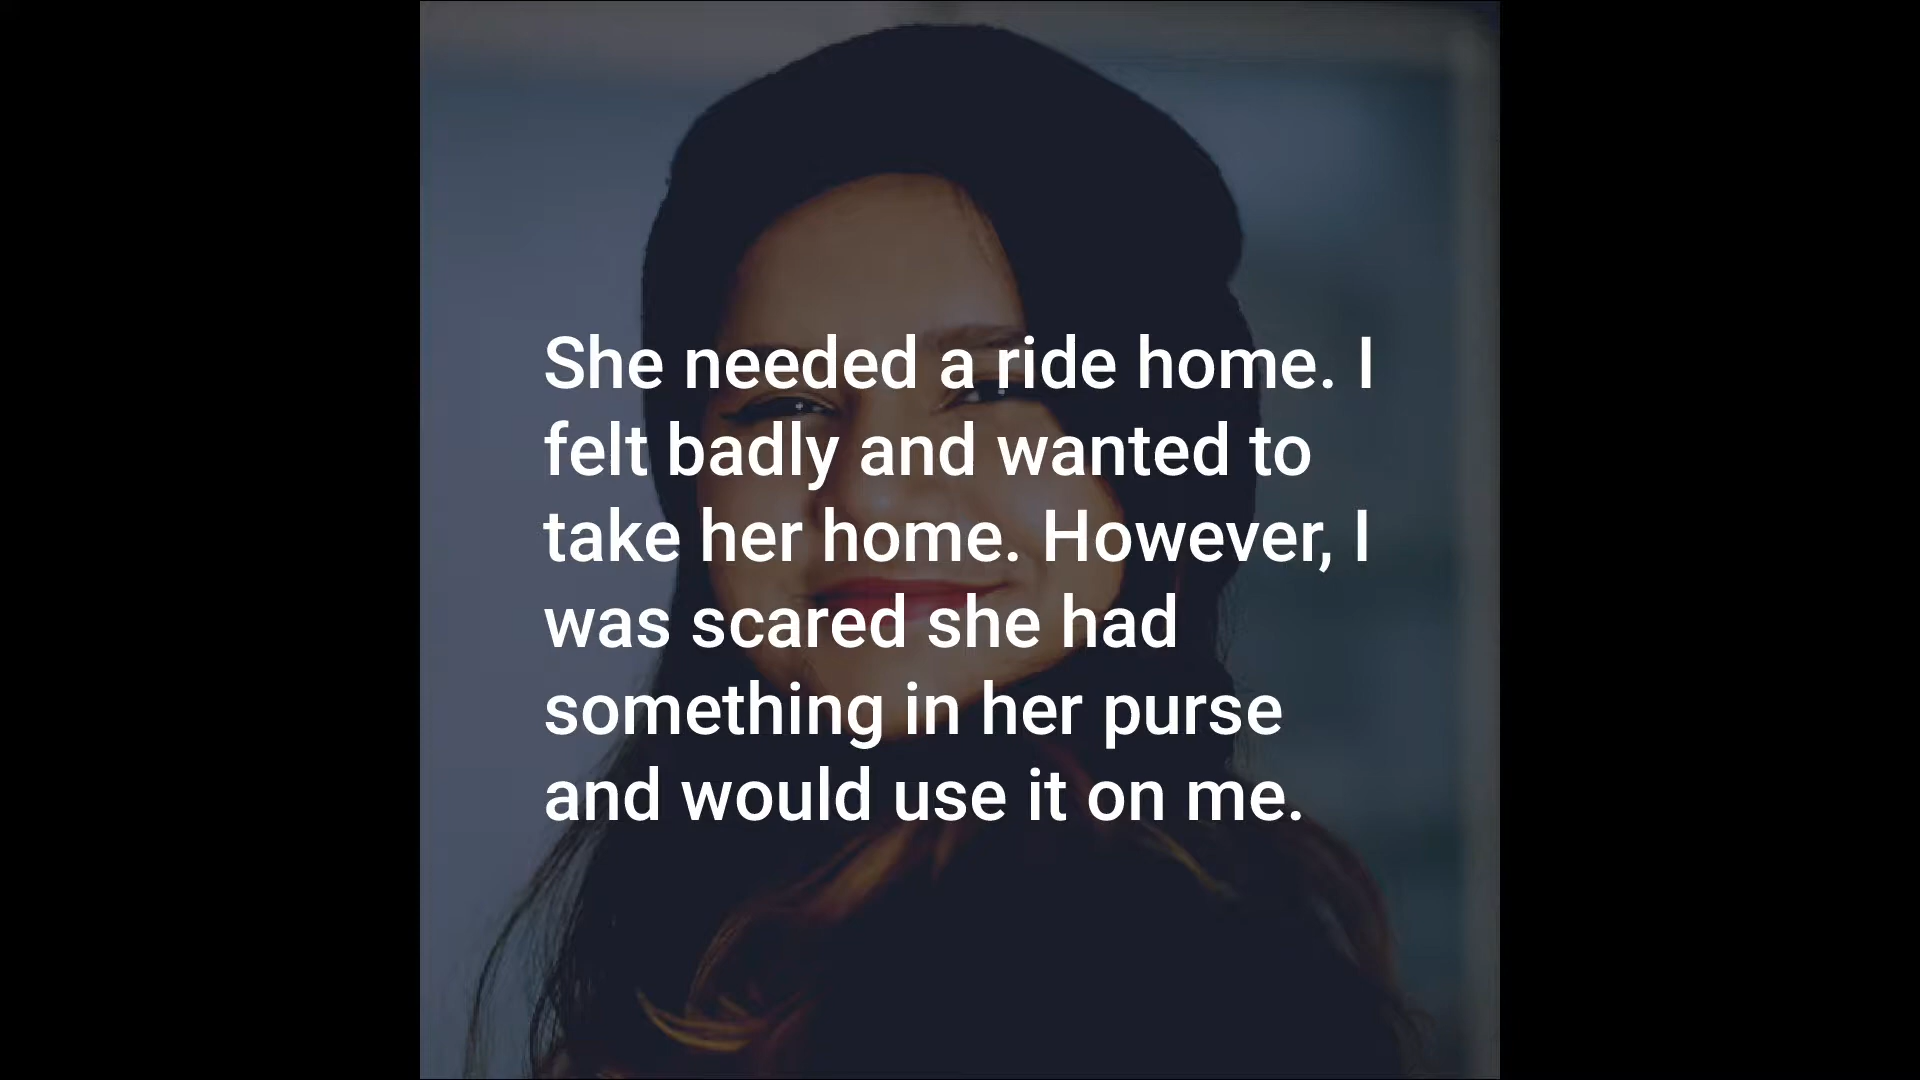 She needed a ride home. I
felt badly and wanted to
take her home. However, I
was scared she had
something in her purse
and would use it on me.